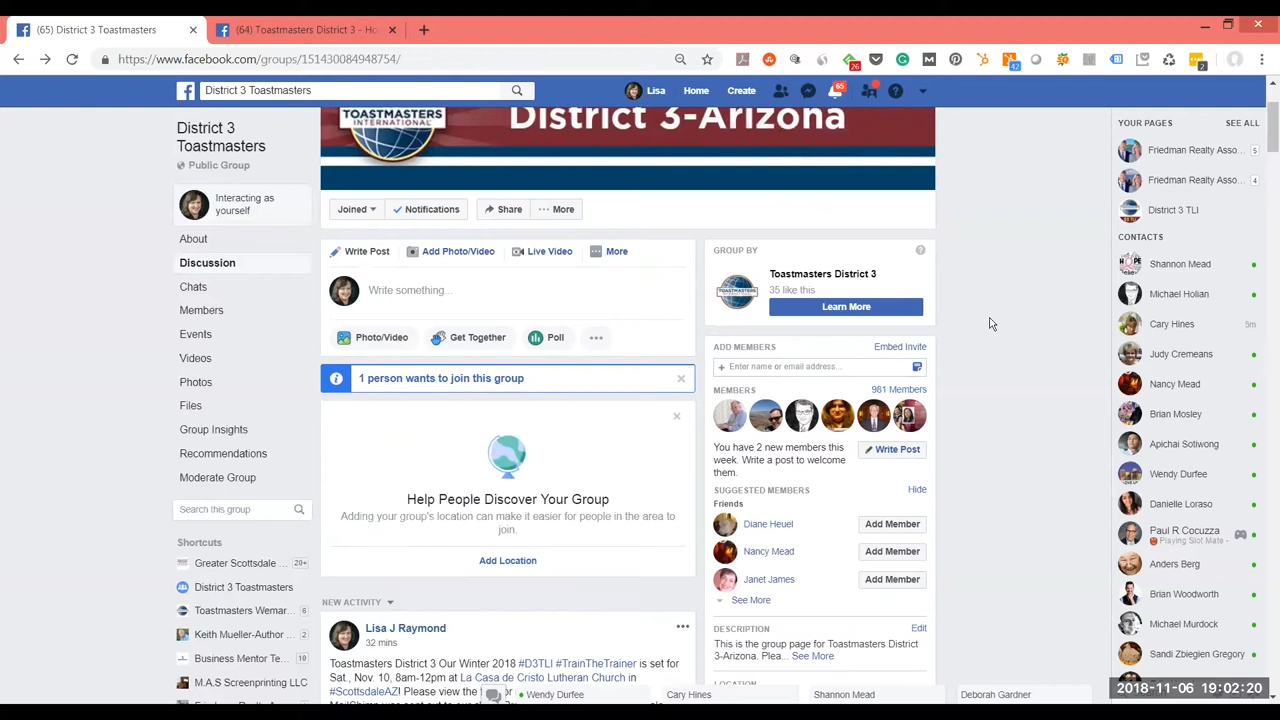 (65) District 3 Toastmasters
(64) Toastmasters District 3 - Ho
https://www.facebook.com/groups/151430084948754/
26
42
2
District 3 Toastmasters
Lisa
Home
Create
65
TOASTMASTERS
INTERNATIONAL
District 3-Arizona
District 3
Toastmasters
Public Group
Interacting as
yourself
About
Discussion
Chats
Members
Events
Videos
Photos
Files
Group Insights
Recommendations
Moderate Group
Search this group
Shortcuts
Greater Scottsdale ... 20+
District 3 Toastmasters
Toastmasters Wemar... 6
Keith Mueller-Author ... 2
Business Mentor Te... 1
M.A.S Screenprinting LLC
Joined
Notifications
Share
More
Write Post
Add Photo/Video
Live Video
More
Write something...
Photo/Video
Get Together
Poll
1 person wants to join this group
Help People Discover Your Group
Adding your group's location can make it easier for people in the area to
join.
Add Location
NEW ACTIVITY
Lisa J Raymond
32 mins
Toastmasters District 3 Our Winter 2018 #D3TLI #TrainTheTrainer is set for
Sat., Nov. 10, 8am-12pm at La Casa de Cristo Lutheran Church in
#ScottsdaleAZ! Please view the
GROUP BY
Toastmasters District 3
35 like this
Learn More
ADD MEMBERS
Embed Invite
Enter name or email address...
MEMBERS
981 Members
You have 2 new members this
week. Write a post to welcome
them.
Write Post
SUGGESTED MEMBERS
Hide
Friends
Diane Heuel
Add Member
Nancy Mead
Add Member
Janet James
Add Member
See More
DESCRIPTION
Edit
This is the group page for Toastmasters District
3-Arizona. Plea... See More
YOUR PAGES
SEE ALL
Friedman Realty Asso... 5
Friedman Realty Asso... 4
District 3 TLI
CONTACTS
Shannon Mead
Michael Holian
Cary Hines 5m
Judy Cremeans
Nancy Mead
Brian Mosley
Apichai Sotiwong
Wendy Durfee
Danielle Loraso
Paul R Cocuzza
Playing Slot Mate -
Anders Berg
Brian Woodworth
Michael Murdock
Sandi Zbiegien Gregory
Wendy Durfee
Cary Hines
Shannon Mead
Deborah Gardner
2018-11-06 19:02:20